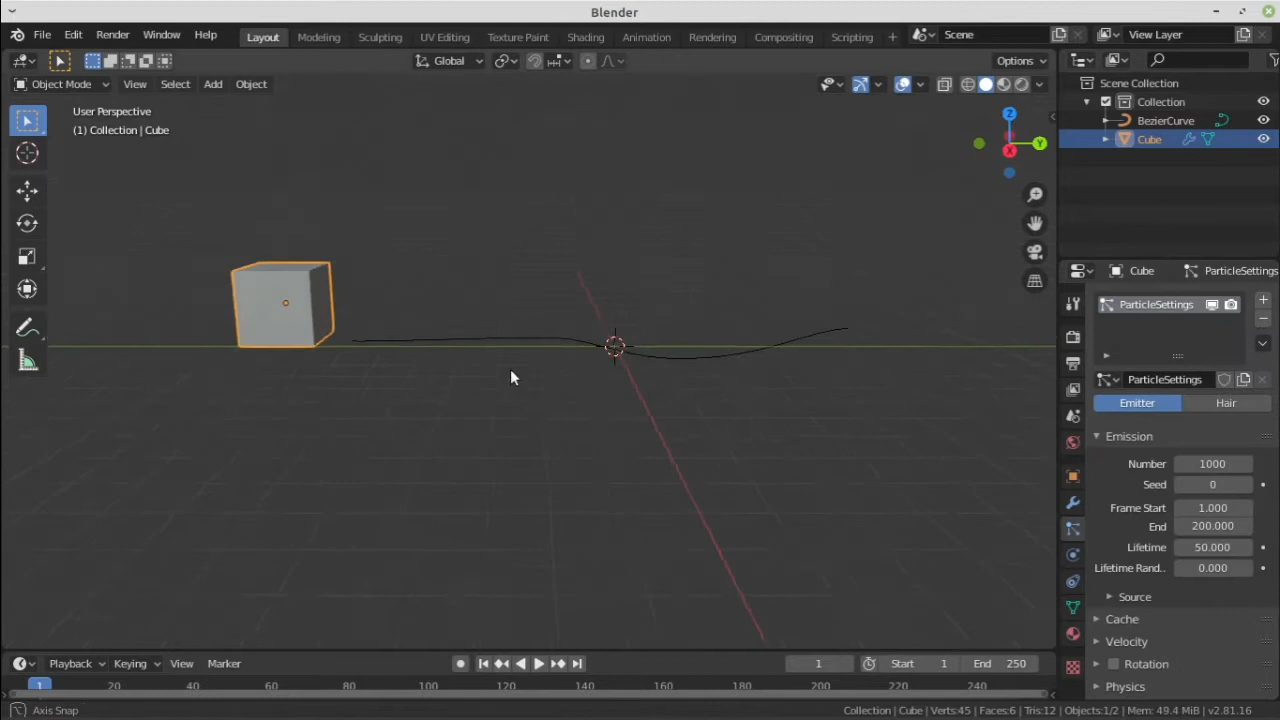 Blender
File Edit Render Window Help Layout Modeling Sculpting UV Editing Texture Paint Shading Animation Rendering Compositing Scripting + Scene View Layer
Global Options
Object Mode View Select Add Object
User Perspective
(1) Collection | Cube
Z
Y
X
Scene Collection
Collection
BezierCurve
Cube
Cube ParticleSettings
ParticleSettings
ParticleSettings
Emitter Hair
Emission
Number 1000
Seed 0
Frame Start 1.000
End 200.000
Lifetime 50.000
Lifetime Rand.. 0.000
Source
Cache
Velocity
Rotation
Physics
Playback Keying View Marker 1 Start 1 End 250
1 20 40 60 80 100 120 140 160 180 200 220 240
Axis Snap Collection | Cube | Verts:45 | Faces:6 | Tris:12 | Objects:1/2 | Mem: 49.4 MiB | v2.81.16